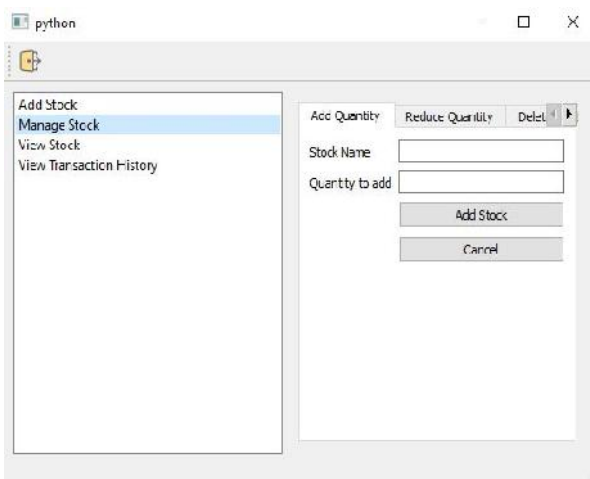 python
Add Stock
Manage Stock
View Stock
View Transaction History
Add Quantity
Reduce Quantity
Delet
Stock Name
Quantity to add
Add Stock
Cancel